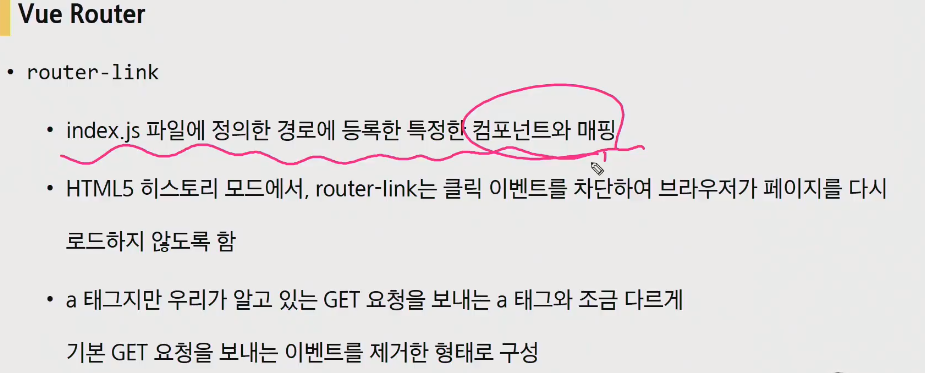 Vue Router
• router-link
• index.js 파일에 정의한 경로에 등록한 특정한 컴포넌트와 매핑
• HTML5 히스토리 모드에서, router-link는 클릭 이벤트를 차단하여 브라우저가 페이지를 다시
로드하지 않도록 함
• a 태그지만 우리가 알고 있는 GET 요청을 보내는 a 태그와 조금 다르게
기본 GET 요청을 보내는 이벤트를 제거한 형태로 구성